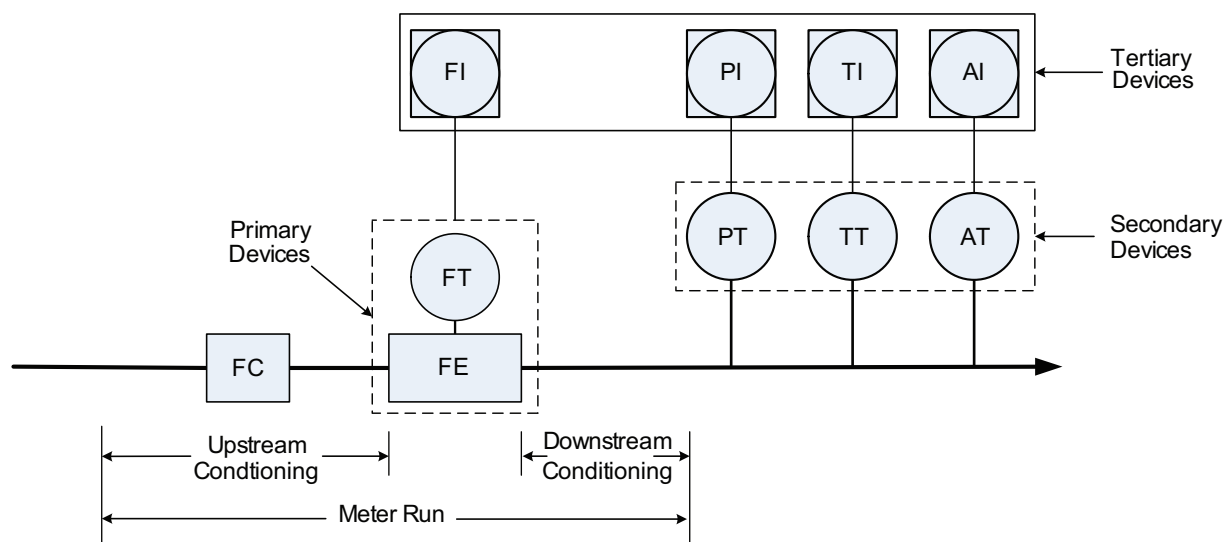 FI
PI
TI
AI
Tertiary
Devices
Primary
Devices
FT
PT
TT
AT
Secondary
Devices
FC
FE
Upstream
Condtioning
Downstream
Conditioning
Meter Run